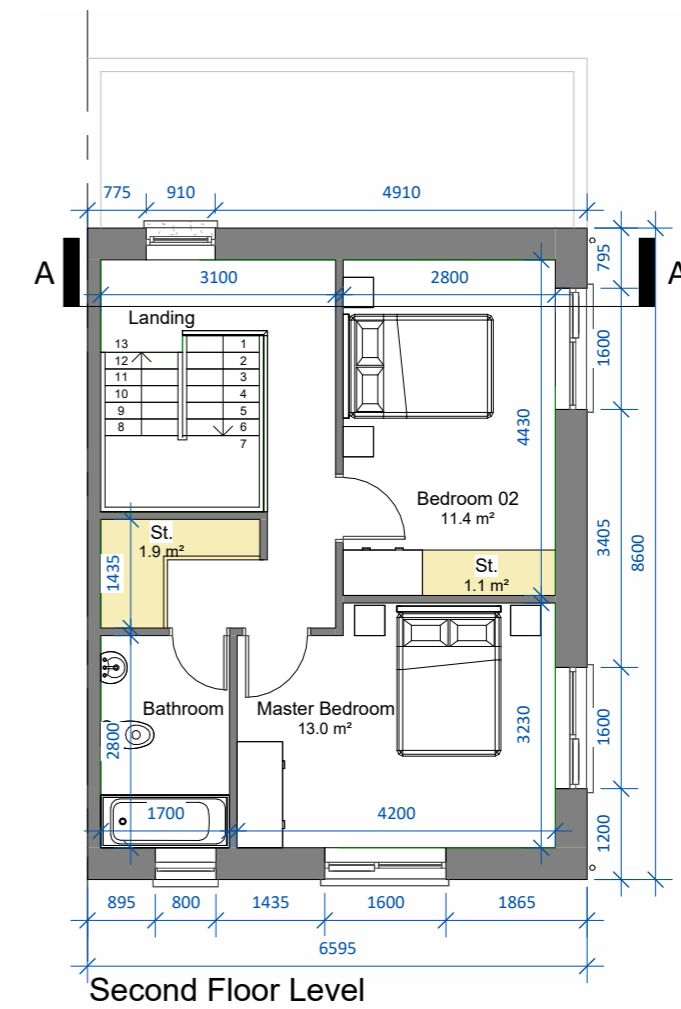 775 910 4910
A A
795
3100 2800
Landing
13 1
12 2
11 3
10 4
9 5
8 6
7
1600
4430
Bedroom 02
11.4 m²
St.
1.9 m²
3405
8600
1435
St.
1.1 m²
Bathroom
Master Bedroom
13.0 m²
2800
3230
1600
1700 4200
1200
895 800 1435 1600 1865
6595
Second Floor Level